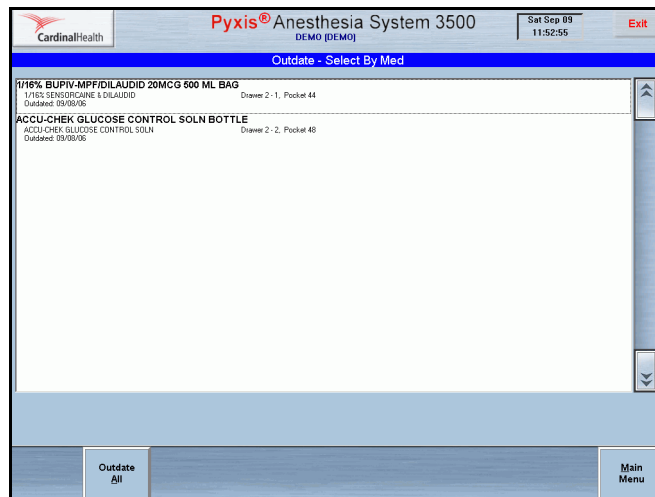 CardinalHealth
Pyxis® Anesthesia System 3500
DEMO [DEMO]
Sat Sep 09
11:52:55
Exit
Outdate - Select By Med
1/16% BUPIV-MPF/DILAUDID 20MCG 500 ML BAG
1/16% SENSORCAINE & DILAUDID Drawer 2 - 1, Pocket 44
Outdated: 09/08/06
ACCU-CHEK GLUCOSE CONTROL SOLN BOTTLE
ACCU-CHEK GLUCOSE CONTROL SOLN Drawer 2 - 2, Pocket 48
Outdated: 09/08/06
Outdate
All
Main
Menu